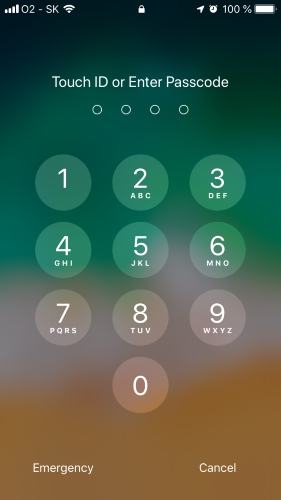 O2 - SK 100 %
Touch ID or Enter Passcode
1 2 3
ABC DEF
4 5 6
GHI JKL MNO
7 8 9
PQRS TUV WXYZ
0
Emergency Cancel